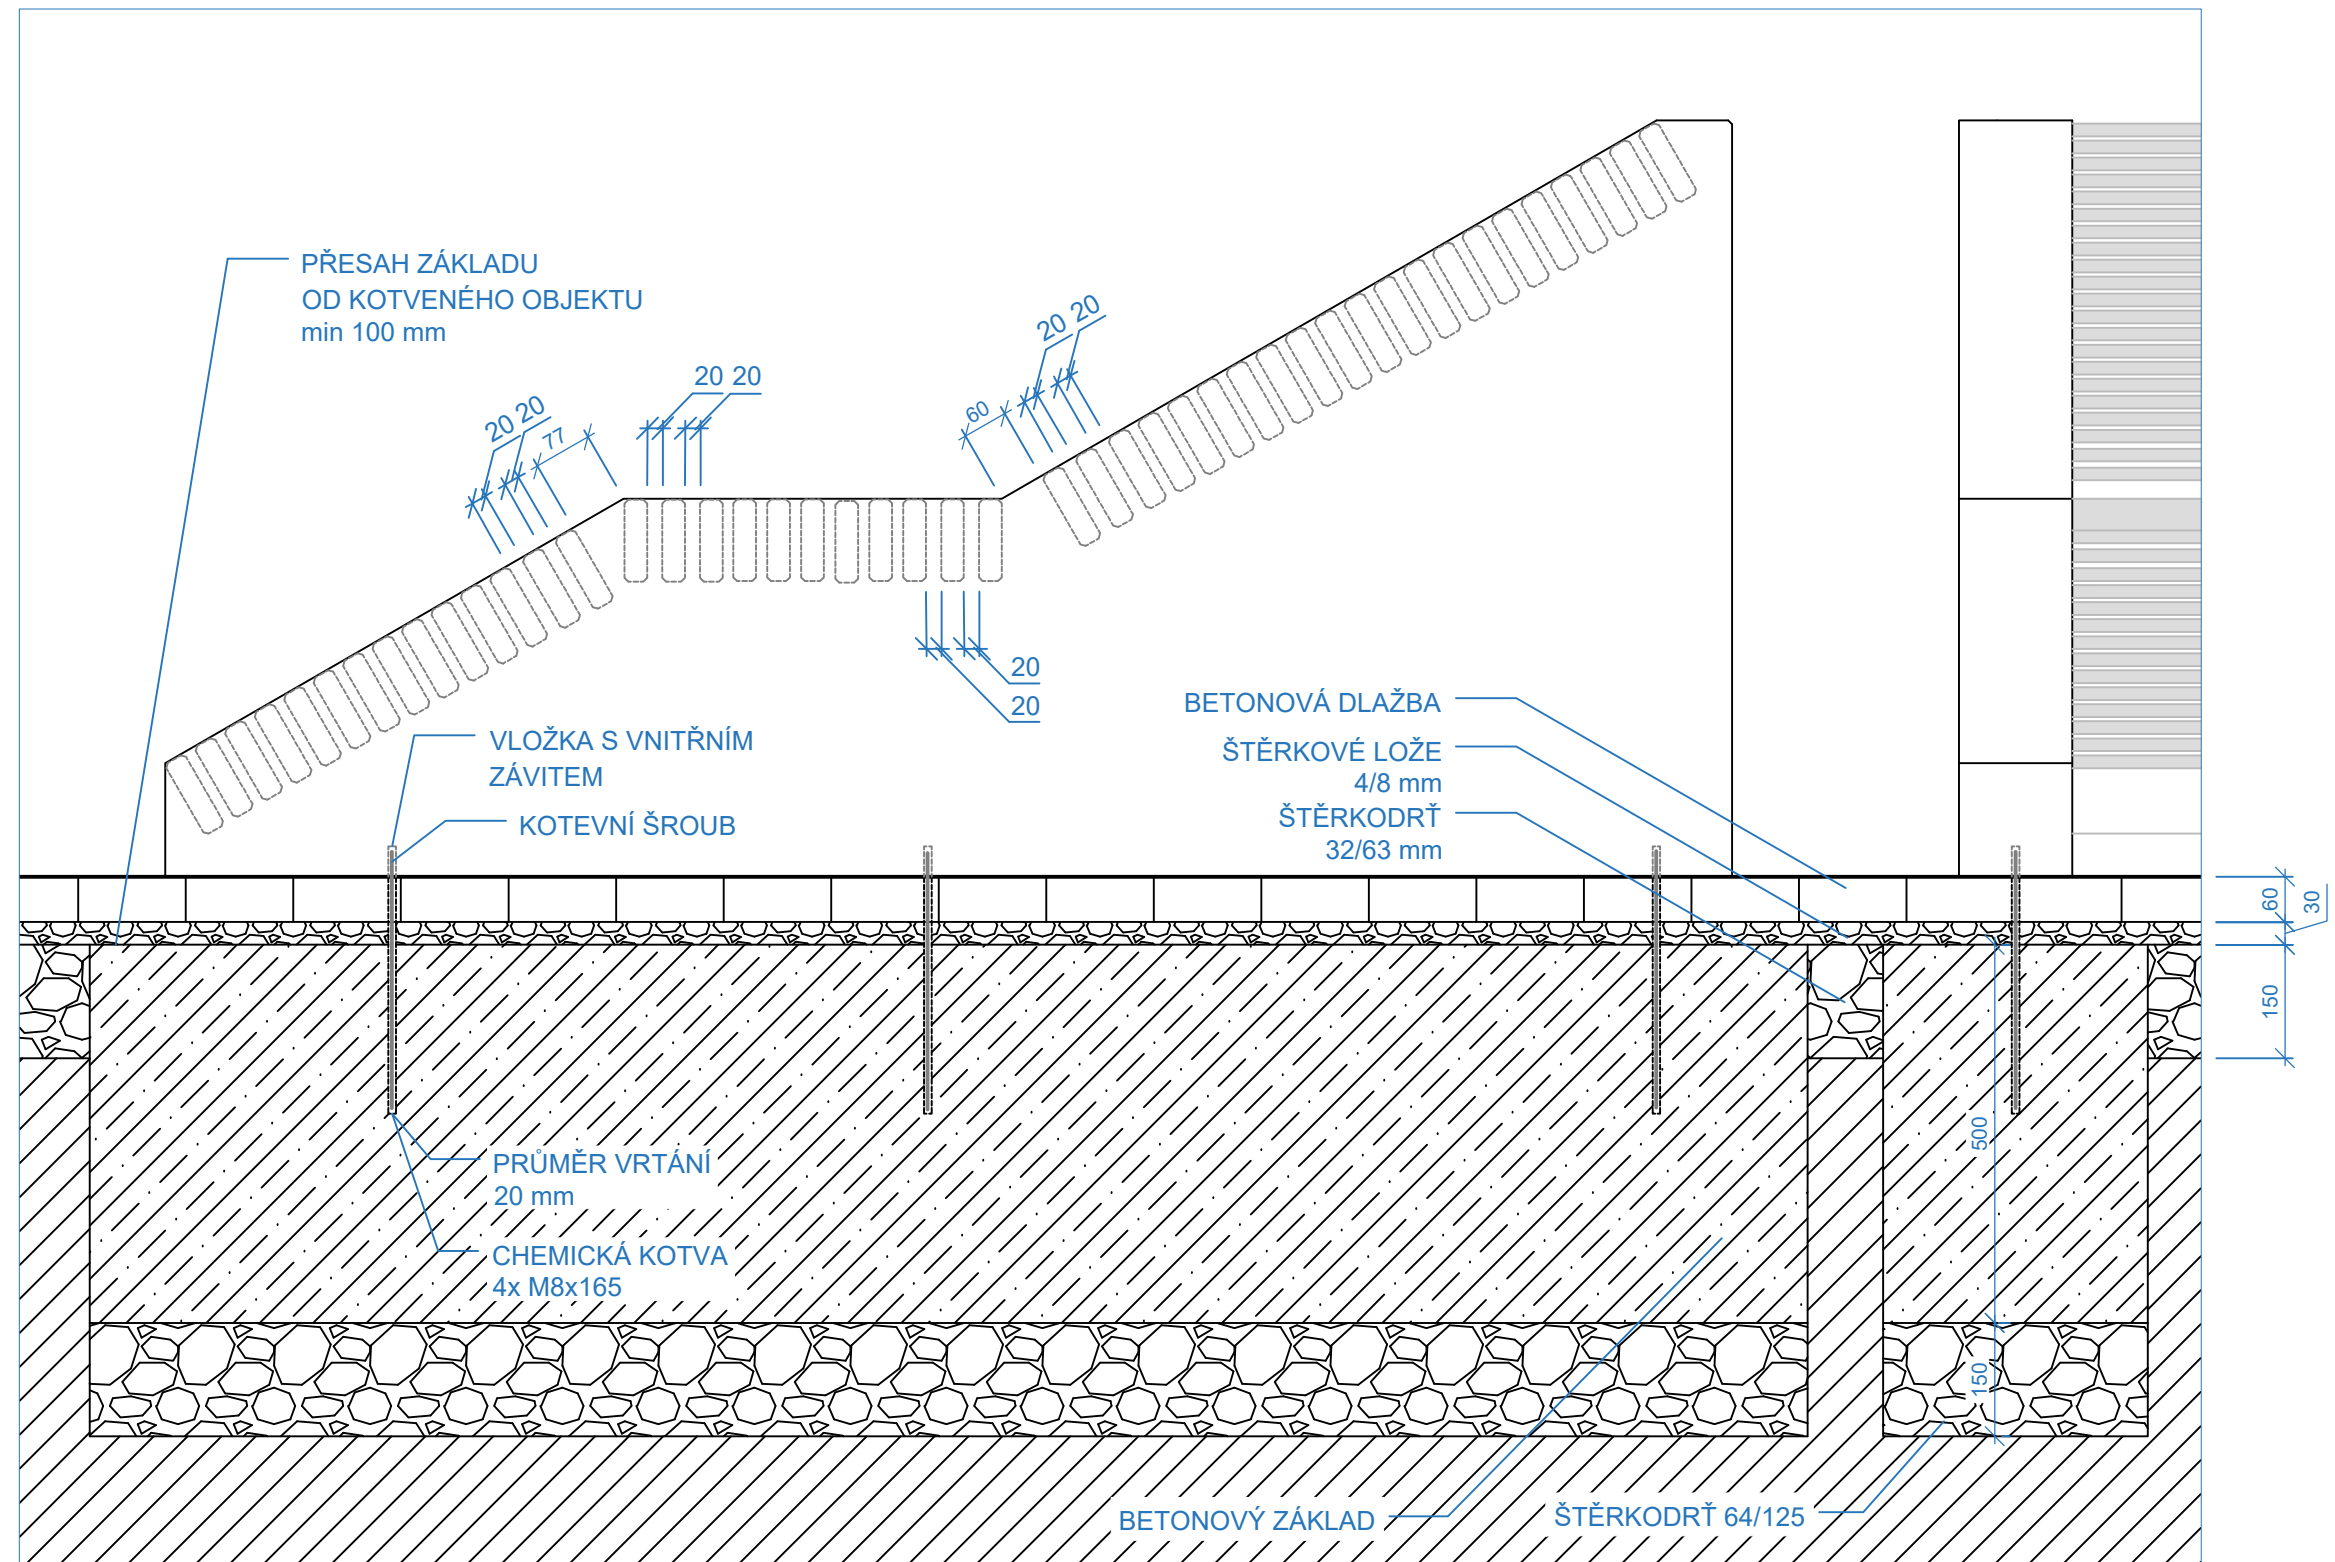 PŘESAH ZÁKLADU
OD KOTVENÉHO OBJEKTU
min 100 mm
20 20
77
20 20
60
20 20
20
20
VLOŽKA S VNITŘNÍM
ZÁVITEM
KOTEVNÍ ŠROUB
BETONOVÁ DLAŽBA
ŠTĚRKOVÉ LOŽE
4/8 mm
ŠTĚRKODRŤ
32/63 mm
60
30
150
500
150
PRŮMĚR VRTÁNÍ
20 mm
CHEMICKÁ KOTVA
4x M8x165
BETONOVÝ ZÁKLAD
ŠTĚRKODRŤ 64/125